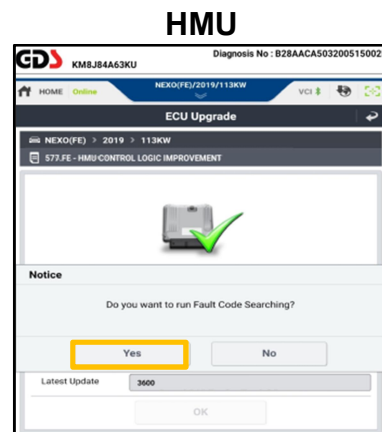 HMU
GDS KM8J84A63KU
Diagnosis No : B28AACA503200515002
HOME Online NEXO(FE)/2019/113KW VCI
ECU Upgrade
NEXO(FE) > 2019 > 113KW
577.FE - HMU CONTROL LOGIC IMPROVEMENT
Notice
Do you want to run Fault Code Searching?
Yes No
Latest Update 3600
OK